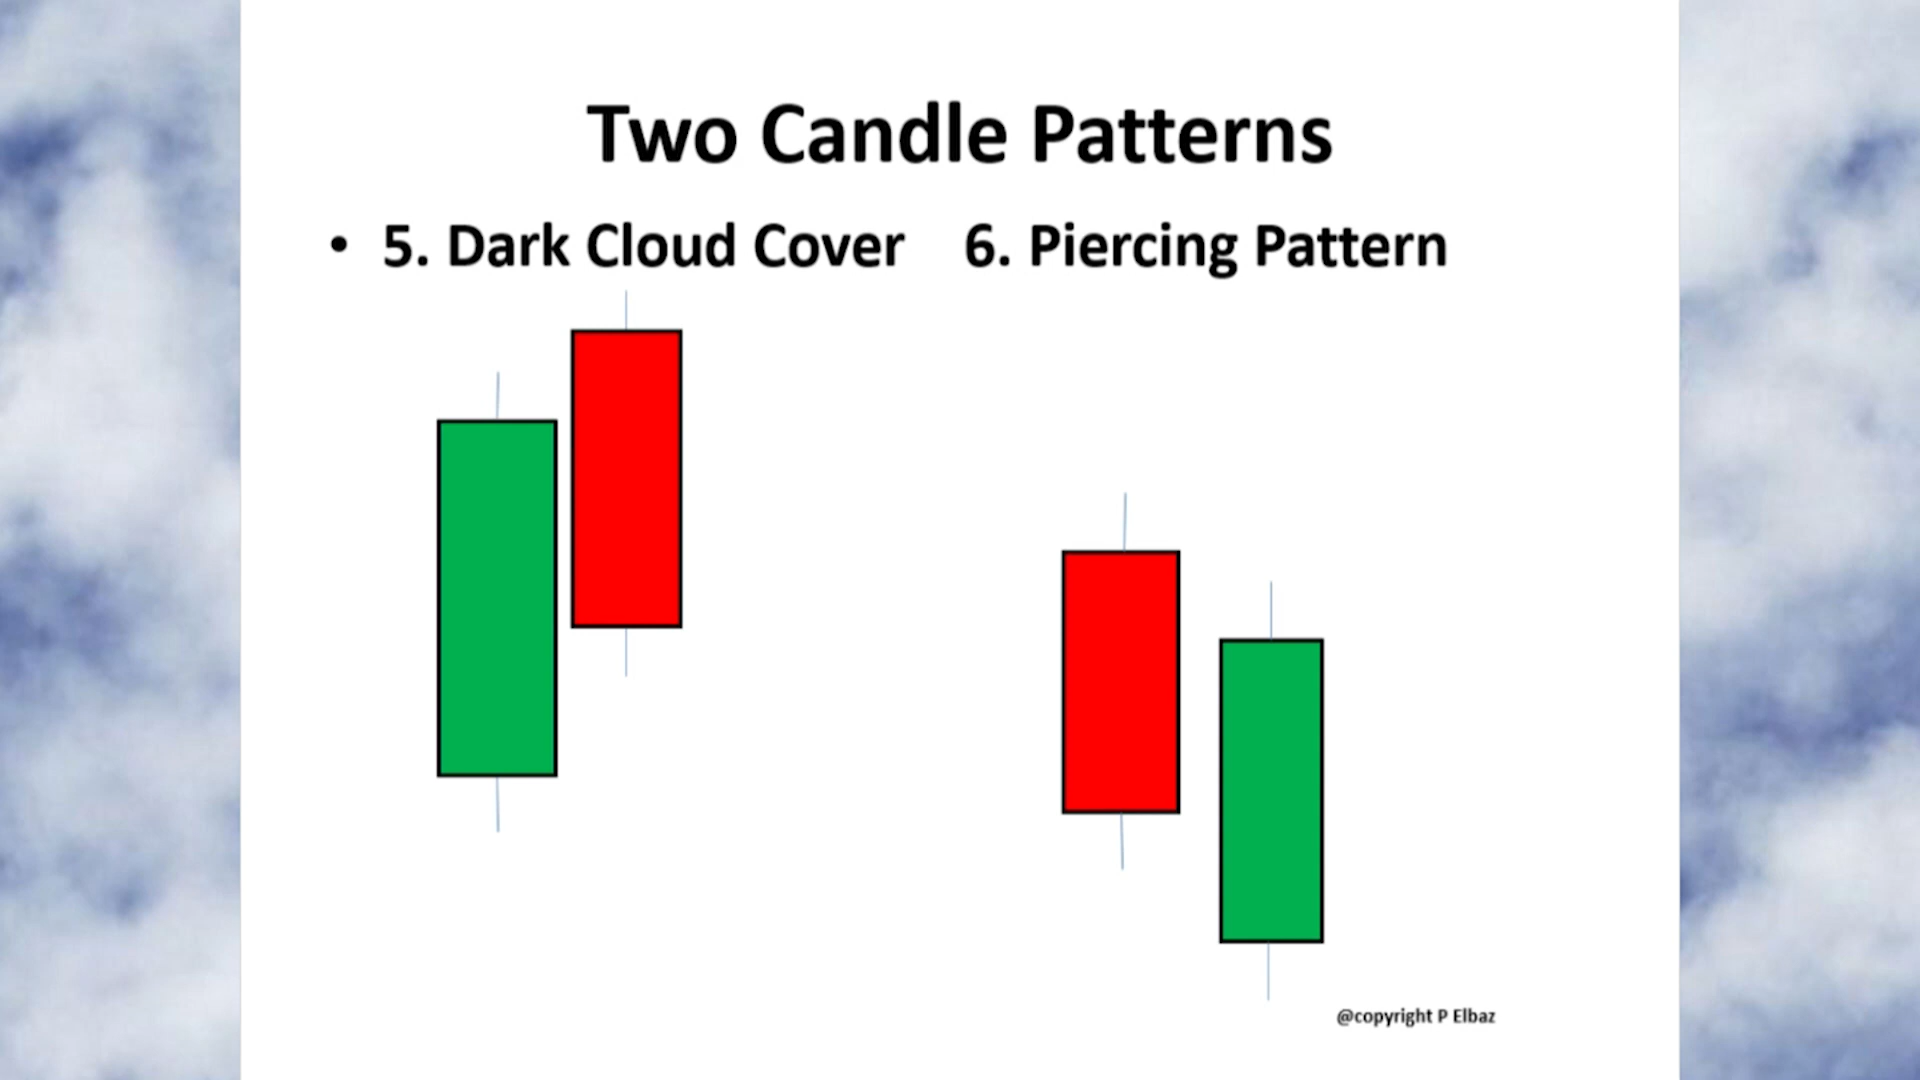 Two Candle Patterns
• 5. Dark Cloud Cover 6. Piercing Pattern
@copyright P Elbaz